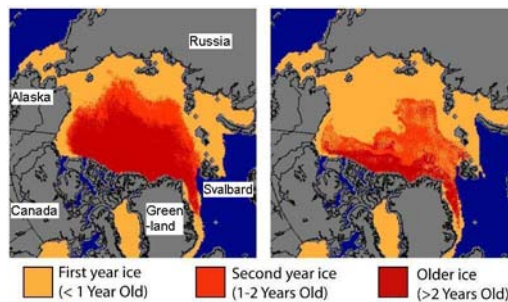 Russia
Alaska
Svalbard
Canada
Green
-land
First year ice
(< 1 Year Old)
Second year ice
(1-2 Years Old)
Older ice
(>2 Years Old)